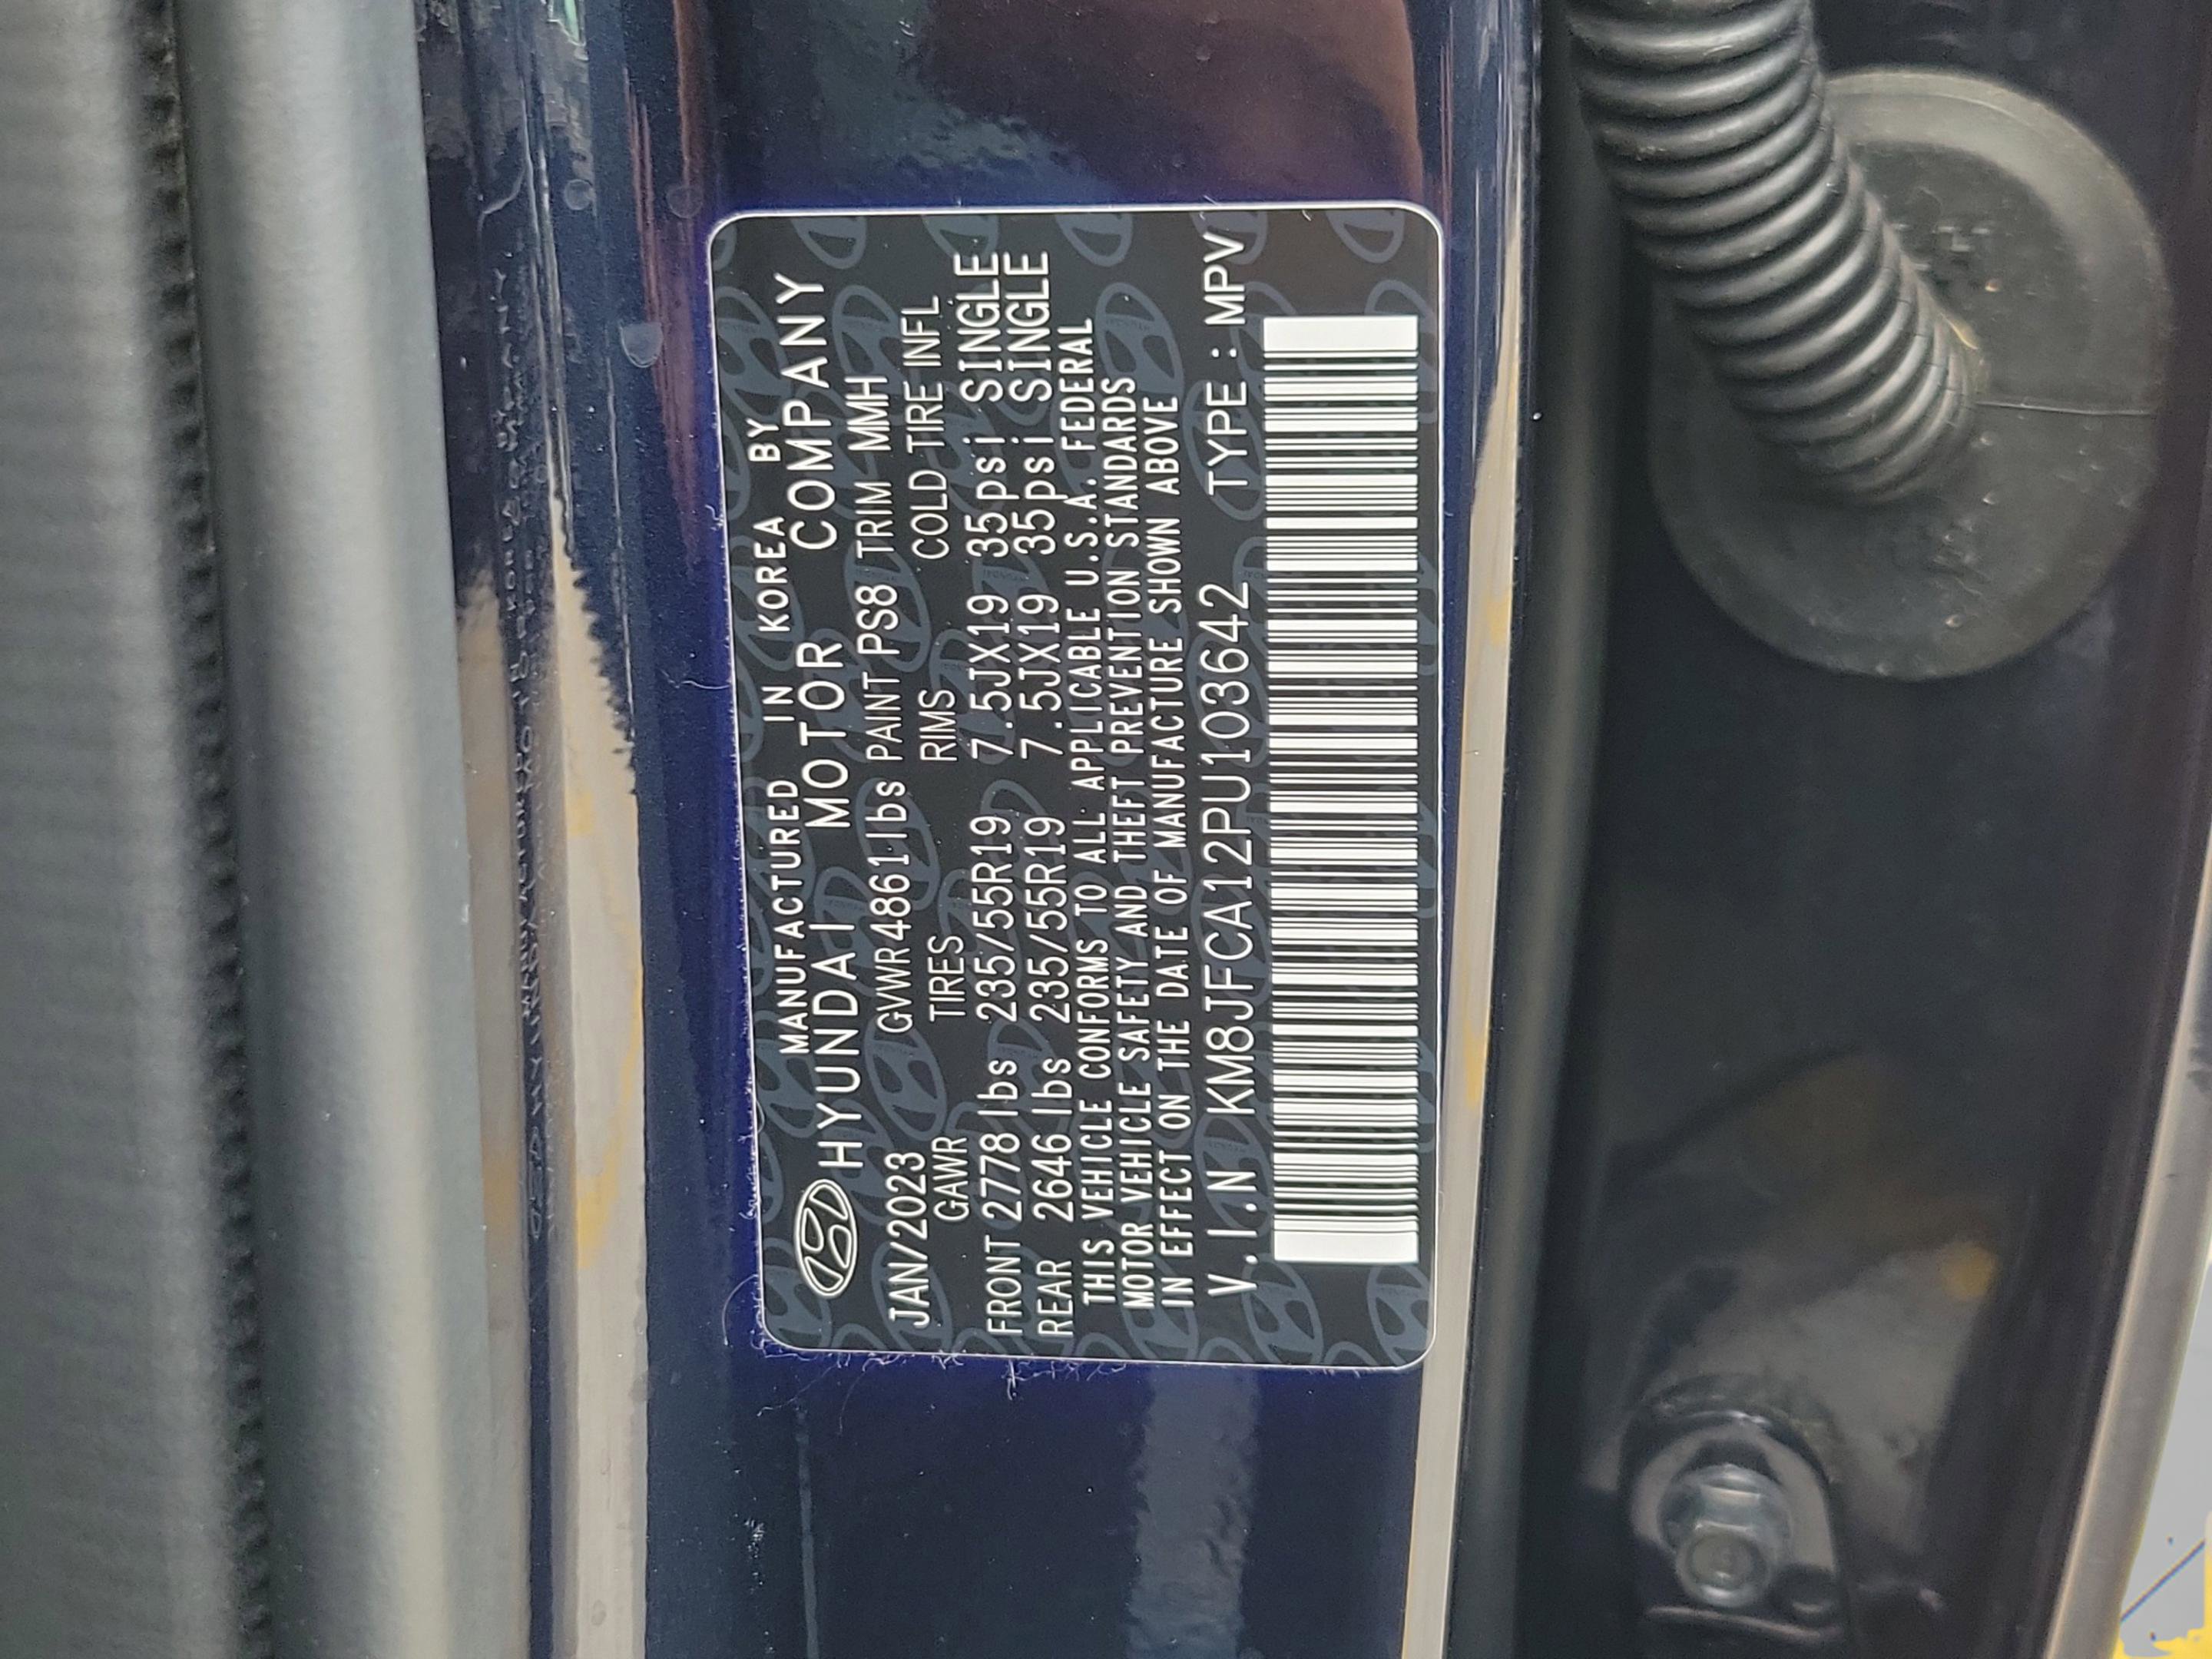 MANUFACTURED IN KOREA BY
HYUNDAI MOTOR COMPANY
JAN/2023 GVWR 4861lbs PAINT PS8 TRIM MMH
GAWR TIRES RIMS COLD TIRE INFL
FRONT 2778 lbs 235/55R19 7.5JX19 35psi SINGLE
REAR 2646 lbs 235/55R19 7.5JX19 35psi SINGLE
THIS VEHICLE CONFORMS TO ALL APPLICABLE U.S.A. FEDERAL
MOTOR VEHICLE SAFETY AND THEFT PREVENTION STANDARDS
IN EFFECT ON THE DATE OF MANUFACTURE SHOWN ABOVE
V.I.N KM8JFCA12PU103642 TYPE : MPV